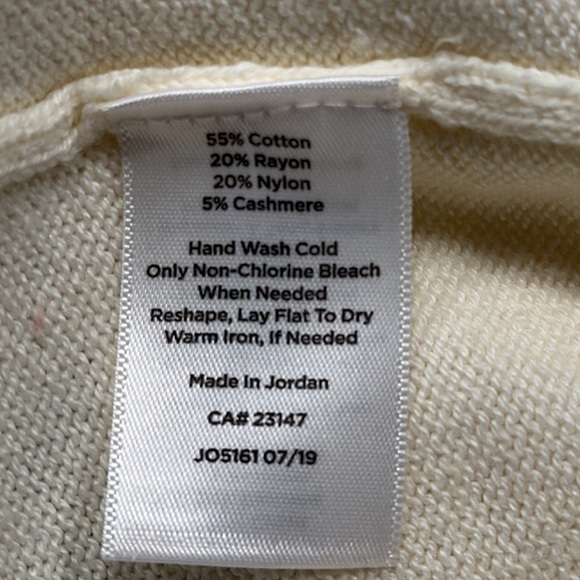 55% Cotton
20% Rayon
20% Nylon
5% Cashmere
Hand Wash Cold
Only Non-Chlorine Bleach
When Needed
Reshape, Lay Flat To Dry
Warm Iron, If Needed
Made In Jordan
CA# 23147
JO5161 07/19